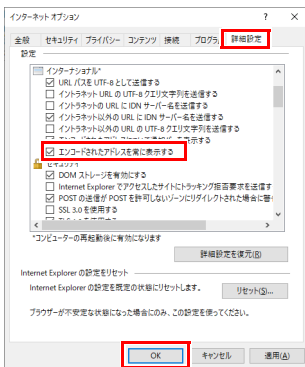 インターネット オプション ? ×
全般 セキュリティ プライバシー コンテンツ 接続 プログラ 詳細設定
設定
インターナショナル*
URL パスを UTF-8 として送信する
イントラネット URL の UTF-8 クエリ文字列を送信する
イントラネットの URL に IDN サーバー名を送信する
イントラネット以外の URL に IDN サーバー名を送信する
イントラネット以外の URL の UTF-8 クエリ文字列を送信する
エンコードされたアドレスを常に表示する
セキュリティ
DOM ストレージを有効にする
Internet Explorer でアクセスしたサイトにトラッキング拒否要求を送信す
POST の送信が POST を許可しないゾーンにリダイレクトされた場合に警
SSL 3.0 を使用する
*コンピューターの再起動後に有効になります
詳細設定を復元(R)
Internet Explorer の設定をリセット
Internet Explorer の設定を既定の状態にリセットします。 リセット(S)...
ブラウザーが不安定な状態になった場合にのみ、この設定を使ってください。
OK キャンセル 適用(A)